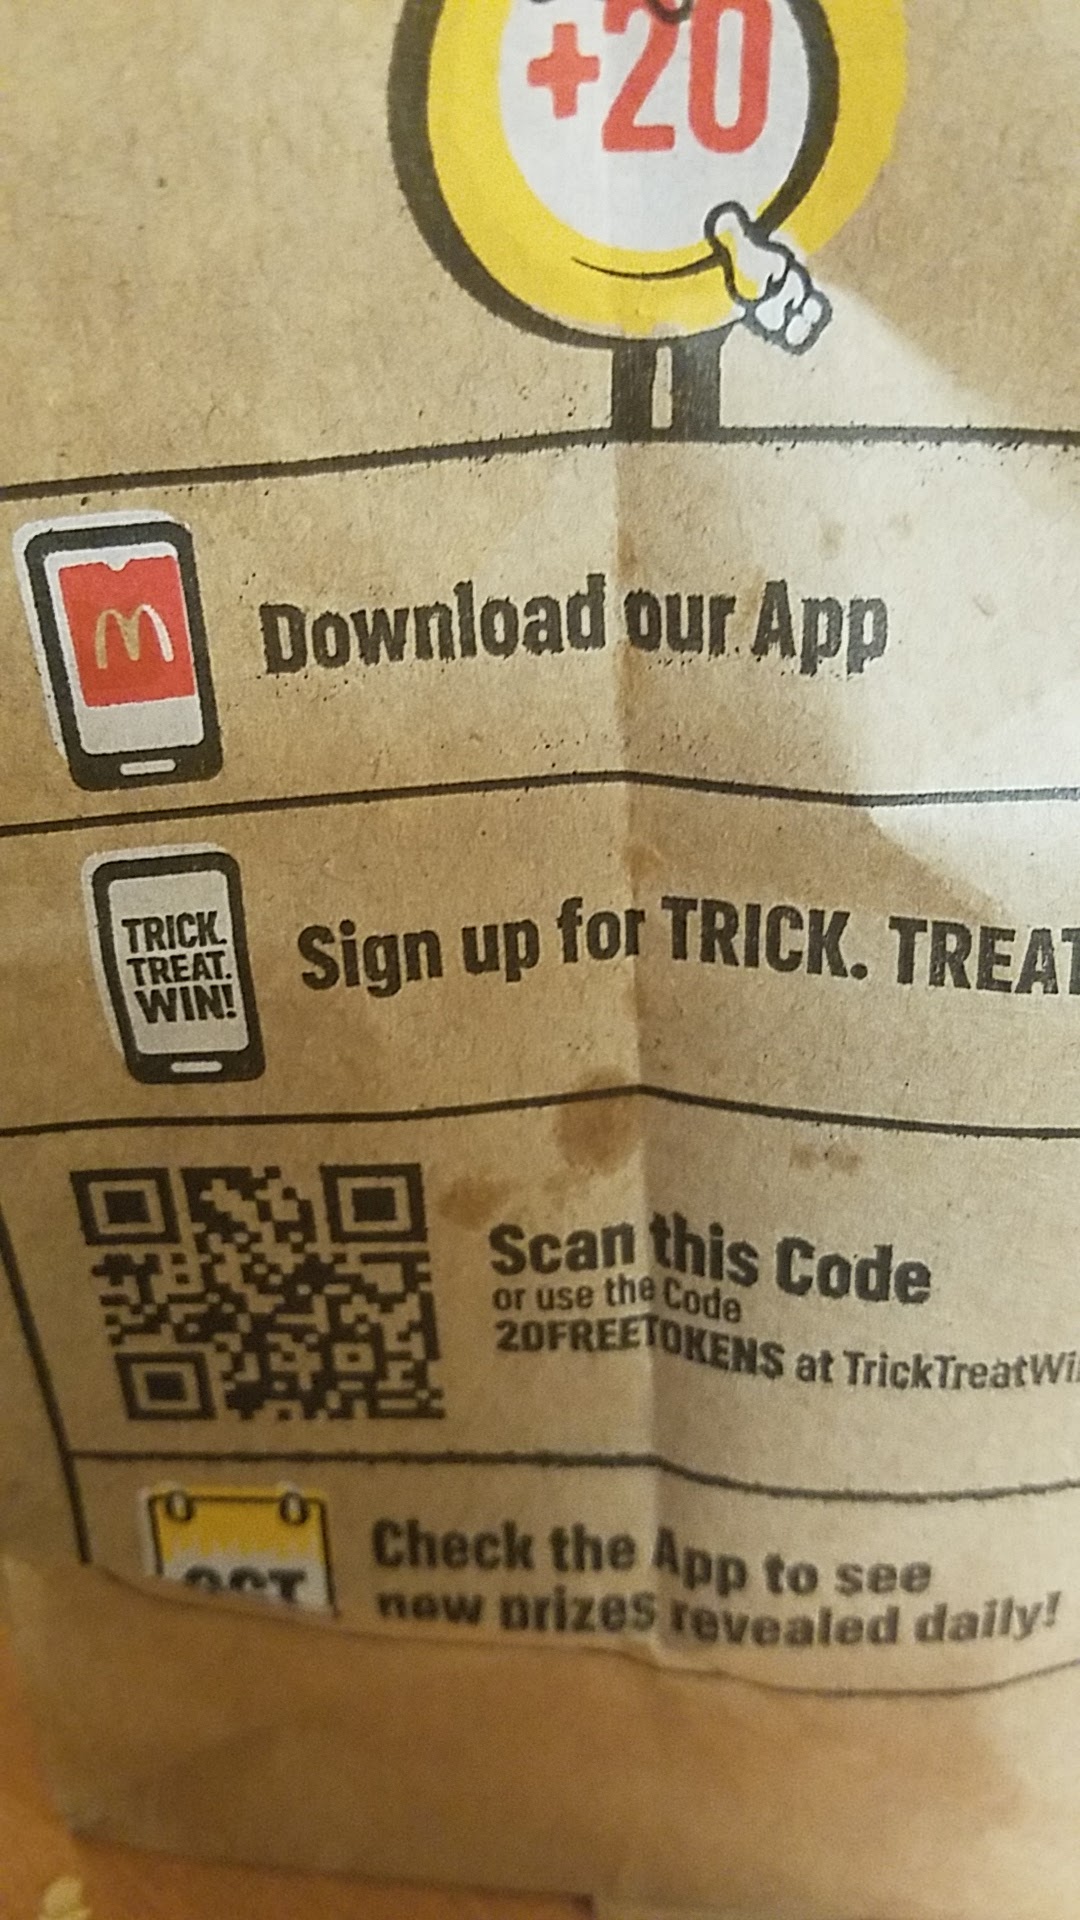 +20
Download our App
TRICK.
TREAT.
WIN!
Sign up for TRICK. TREAT
Scan this Code
or use the Code
20FREETOKENS at TrickTreatWi
OCT
Check the App to see
new prizes revealed daily!